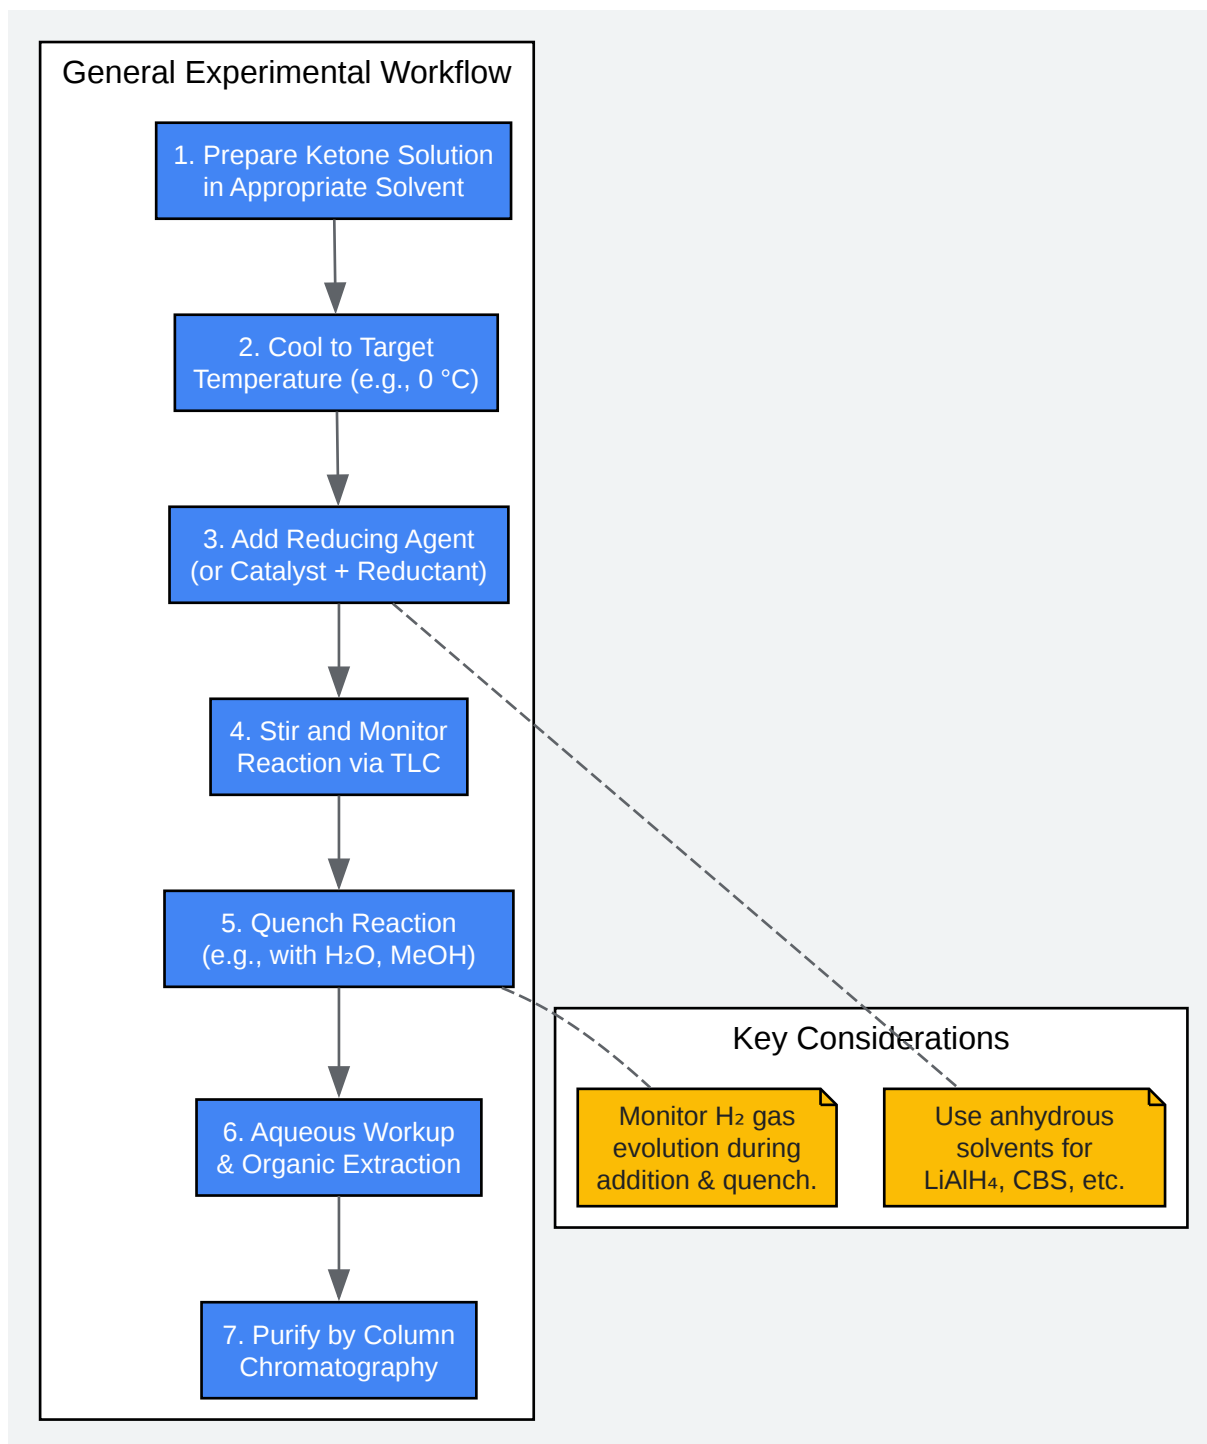 General Experimental Workflow
1. Prepare Ketone Solution
in Appropriate Solvent
2. Cool to Target
Temperature (e.g., 0 °C)
3. Add Reducing Agent
(or Catalyst + Reductant)
4. Stir and Monitor
Reaction via TLC
5. Quench Reaction
(e.g., with H₂O, MeOH)
6. Aqueous Workup
& Organic Extraction
7. Purify by Column
Chromatography
Key Considerations
Monitor H₂ gas
evolution during
addition & quench.
Use anhydrous
solvents for
LiAlH₄, CBS, etc.